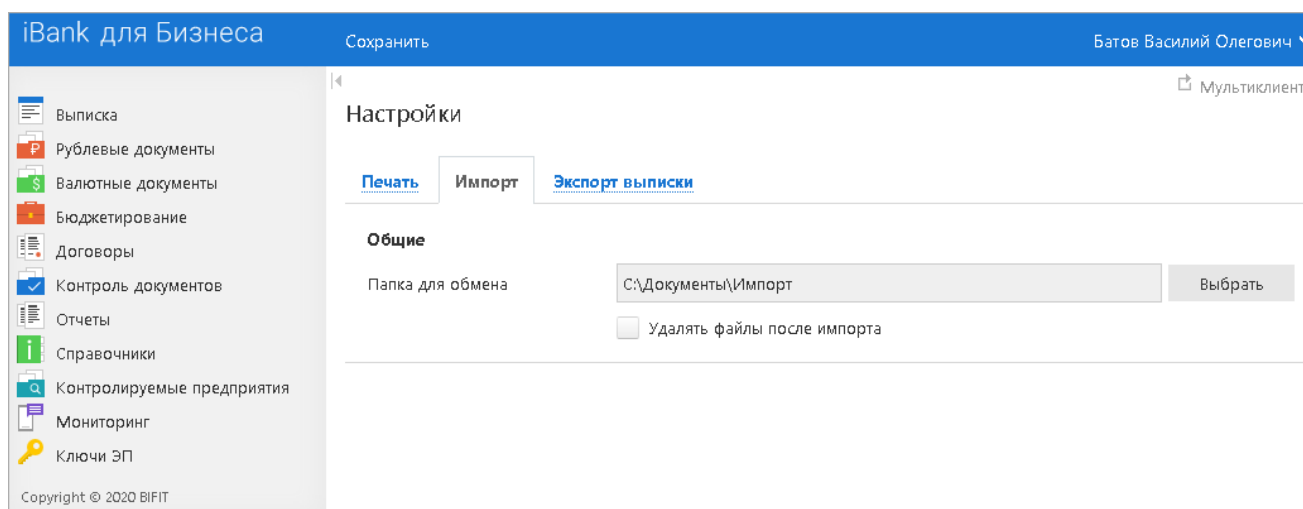 iBank для Бизнеса
Сохранить
Батов Василий Олегович
Мультиклиент
Выписка
Рублевые документы
Валютные документы
Бюджетирование
Договоры
Контроль документов
Отчеты
Справочники
Контролируемые предприятия
Мониторинг
Ключи ЭП
Copyright © 2020 BIFIT
Настройки
Печать Импорт Экспорт выписки
Общие
Папка для обмена C:\Документы\Импорт Выбрать
Удалять файлы после импорта